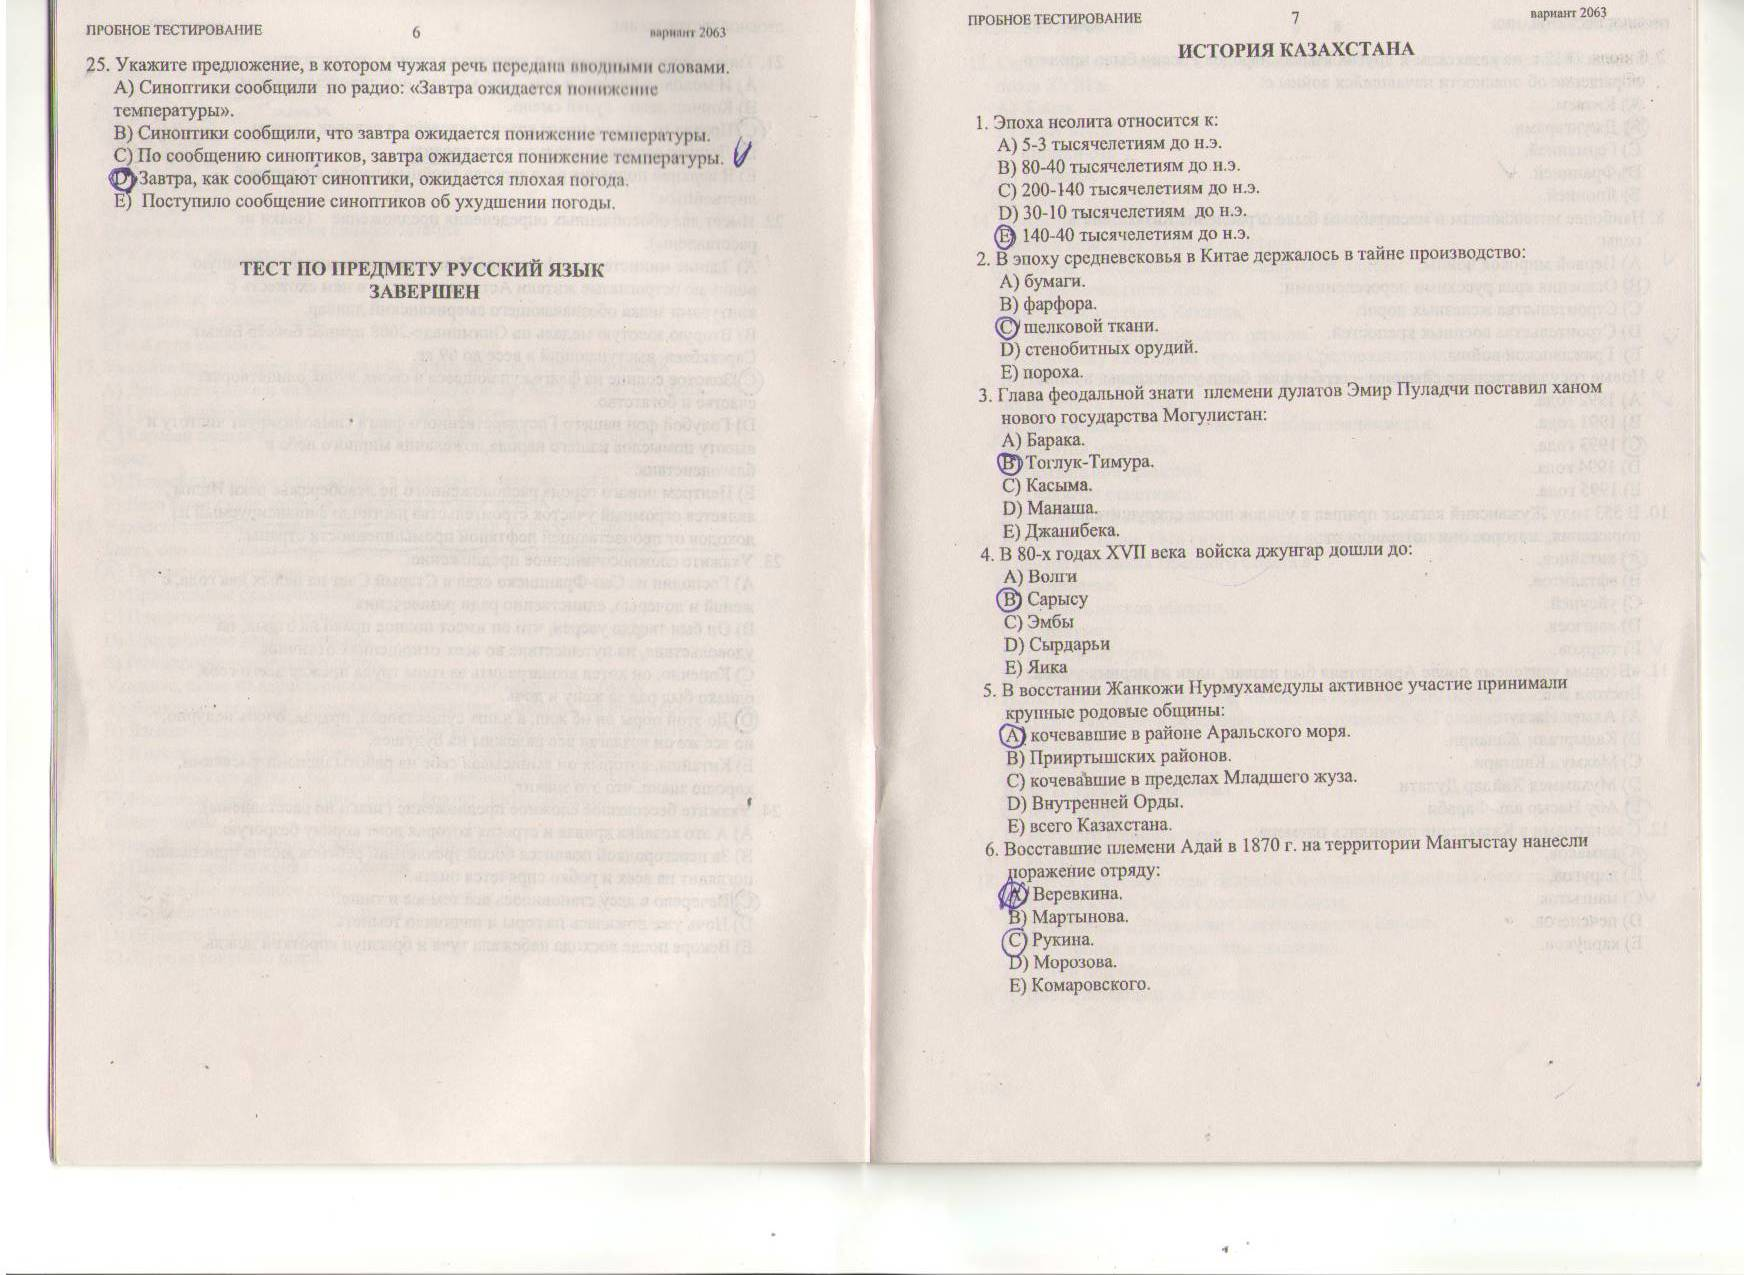 ПРОБНОЕ ТЕСТИРОВАНИЕ 6 вариант 2063
25. Укажите предложение, в котором чужая речь передана вводными словами.
А) Синоптики сообщили по радио: «Завтра ожидается понижение
температуры».
В) Синоптики сообщили, что завтра ожидается понижение температуры.
С) По сообщению синоптиков, завтра ожидается понижение температуры.
D) Завтра, как сообщают синоптики, ожидается плохая погода.
Е) Поступило сообщение синоптиков об ухудшении погоды.
ТЕСТ ПО ПРЕДМЕТУ РУССКИЙ ЯЗЫК
ЗАВЕРШЕН
ПРОБНОЕ ТЕСТИРОВАНИЕ 7 вариант 2063
ИСТОРИЯ КАЗАХСТАНА
1. Эпоха неолита относится к:
А) 5-3 тысячелетиям до н.э.
В) 80-40 тысячелетиям до н.э.
С) 200-140 тысячелетиям до н.э.
D) 30-10 тысячелетиям до н.э.
Е) 140-40 тысячелетиям до н.э.
2. В эпоху средневековья в Китае держалось в тайне производство:
А) бумаги.
В) фарфора.
С) шелковой ткани.
D) стенобитных орудий.
Е) пороха.
3. Глава феодальной знати племени дулатов Эмир Пуладчи поставил ханом
нового государства Могулистан:
А) Барака.
В) Тоглук-Тимура.
С) Касыма.
D) Манаша.
Е) Джанибека.
4. В 80-х годах XVII века войска джунгар дошли до:
А) Волги
В) Сарысу
С) Эмбы
D) Сырдарьи
Е) Яика
5. В восстании Жанкожи Нурмухамедулы активное участие принимали
крупные родовые общины:
А) кочевавшие в районе Аральского моря.
В) Прииртышских районов.
С) кочевавшие в пределах Младшего жуза.
D) Внутренней Орды.
Е) всего Казахстана.
6. Восставшие племени Адай в 1870 г. на территории Мангыстау нанесли
поражение отряду:
А) Веревкина.
В) Мартынова.
С) Рукина.
D) Морозова.
Е) Комаровского.